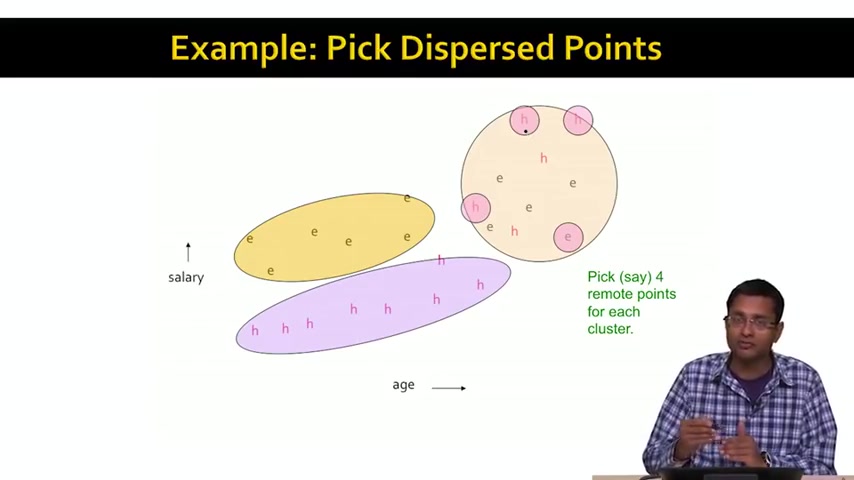 Example: Pick Dispersed Points
h h
h
e e
h e
e h e
e
e e e e
e
h
h
h h h
h h h
salary
Pick (say) 4
remote points
for each
cluster.
age